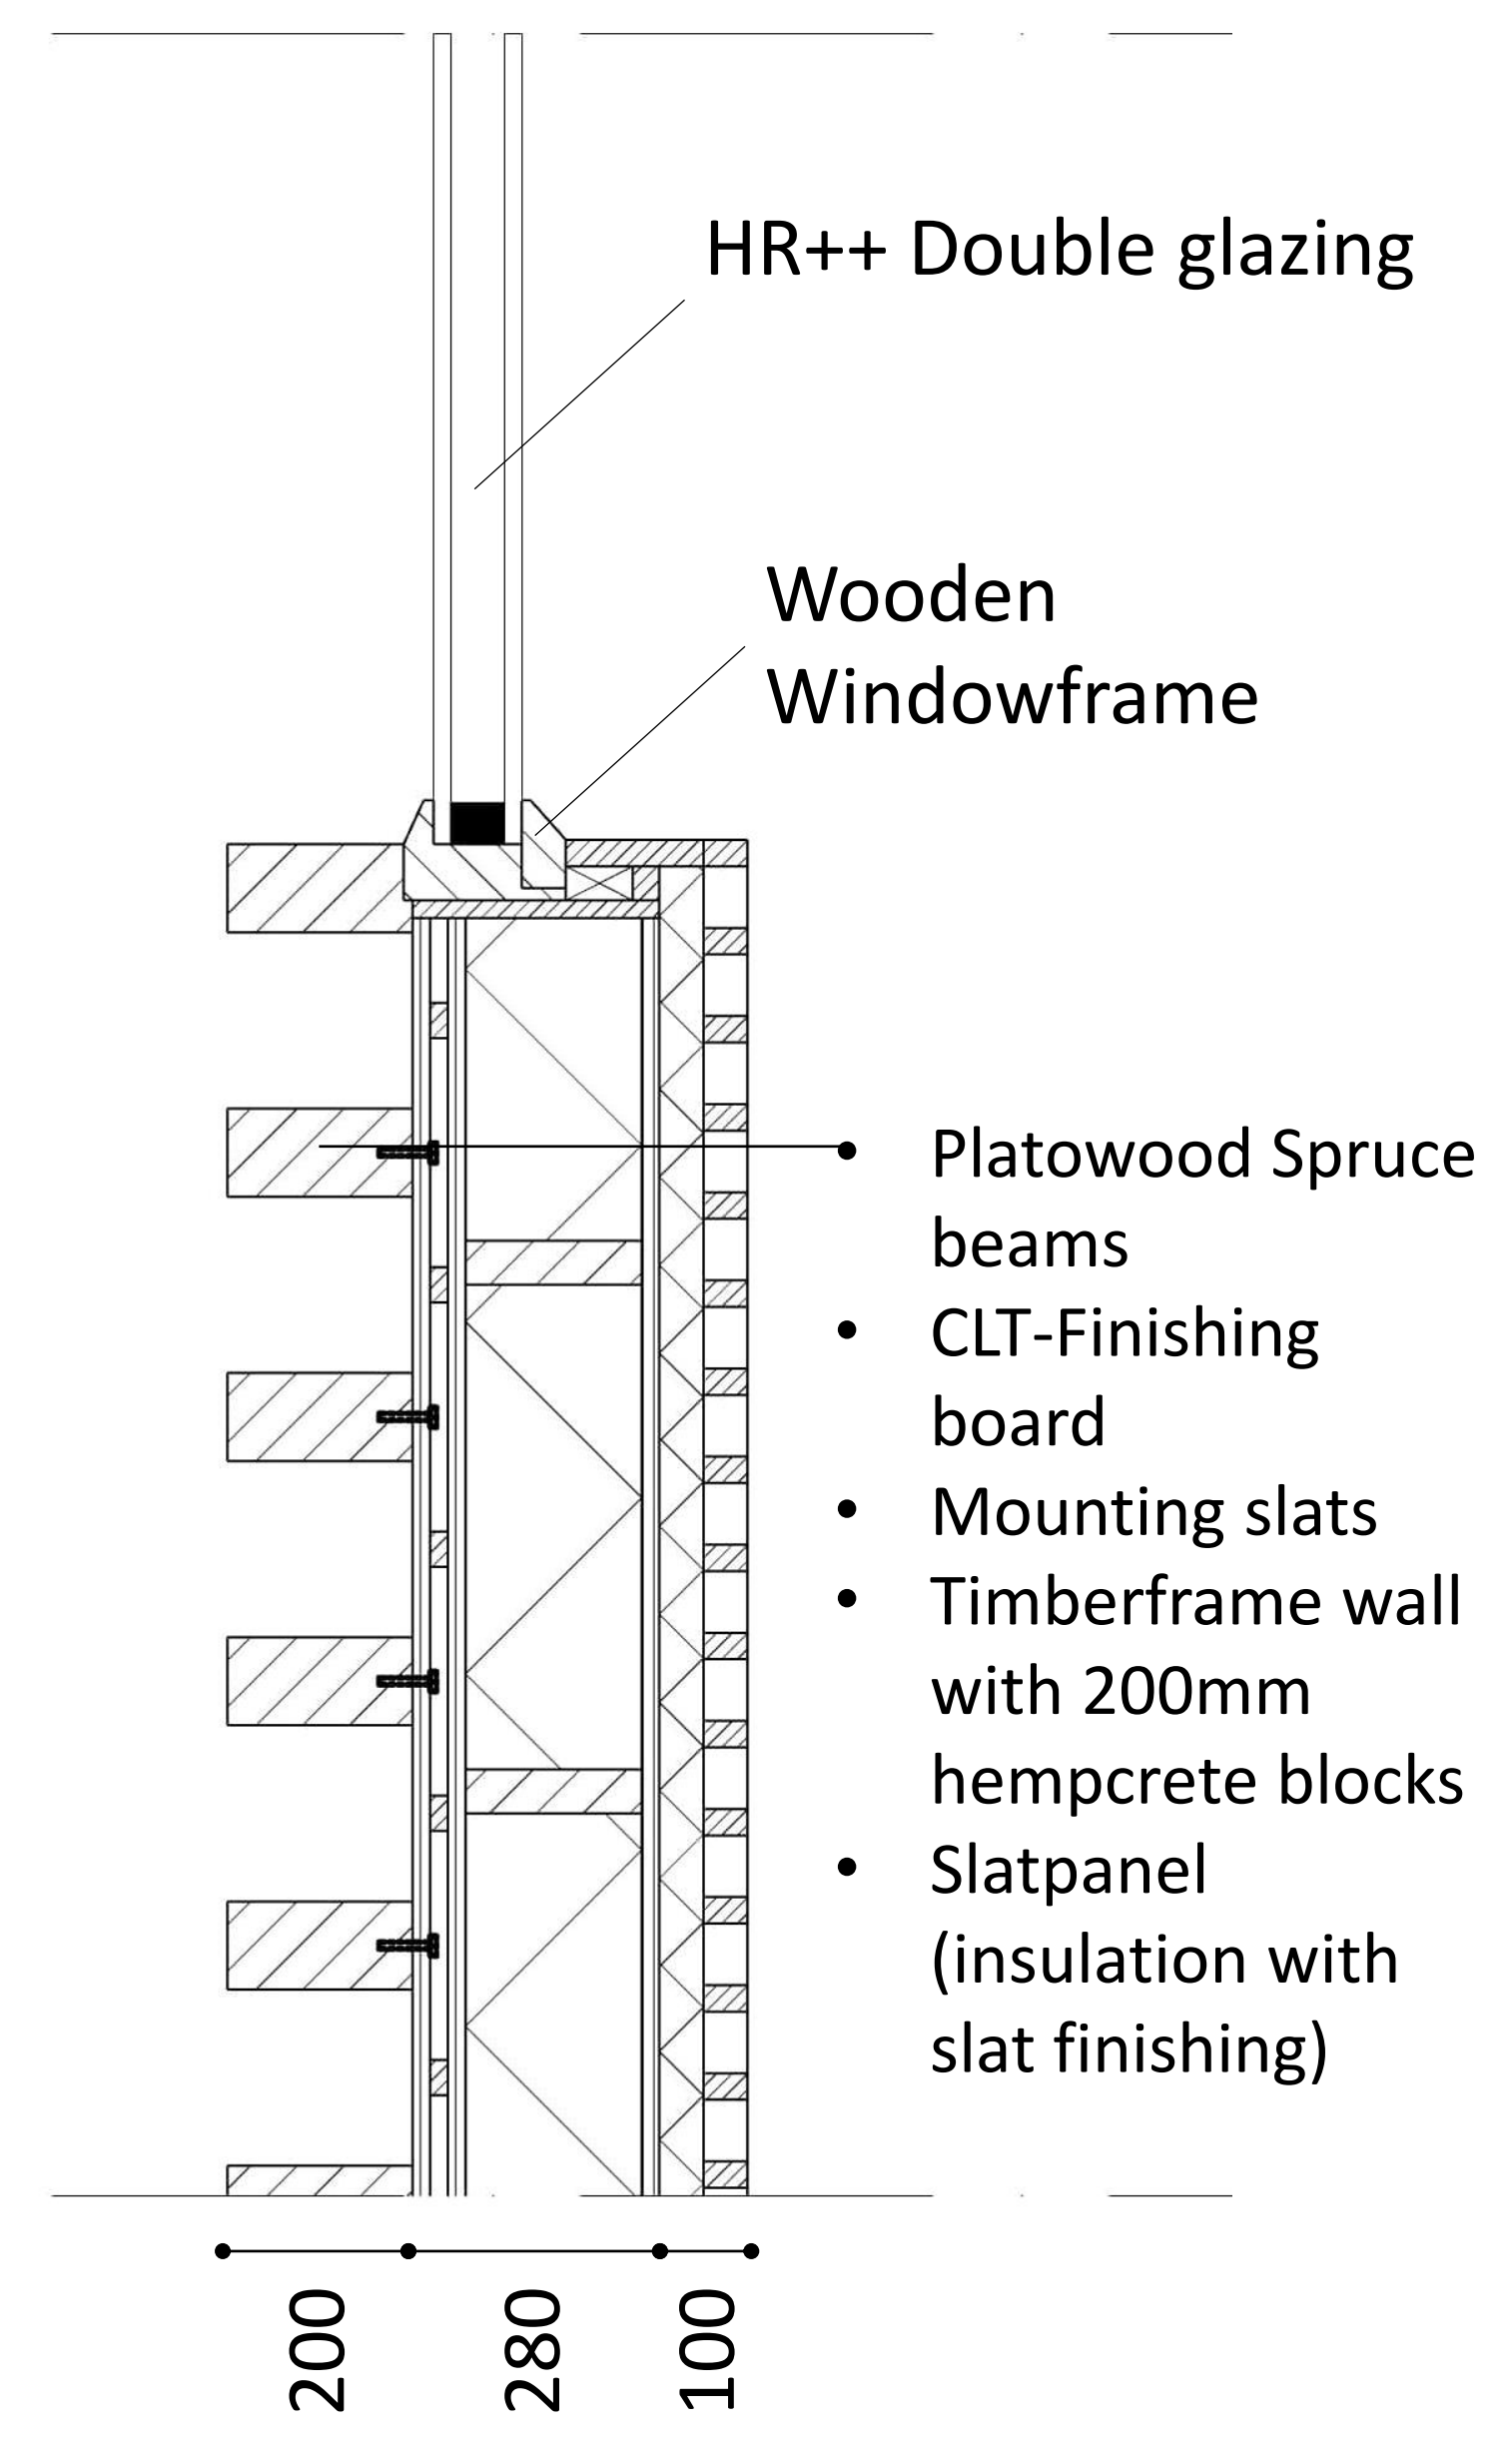 HR++ Double glazing
Wooden
Windowframe
• Platowood Spruce
beams
• CLT-Finishing
board
• Mounting slats
• Timberframe wall
with 200mm
hempcrete blocks
• Slatpanel
(insulation with
slat finishing)
200
280
100